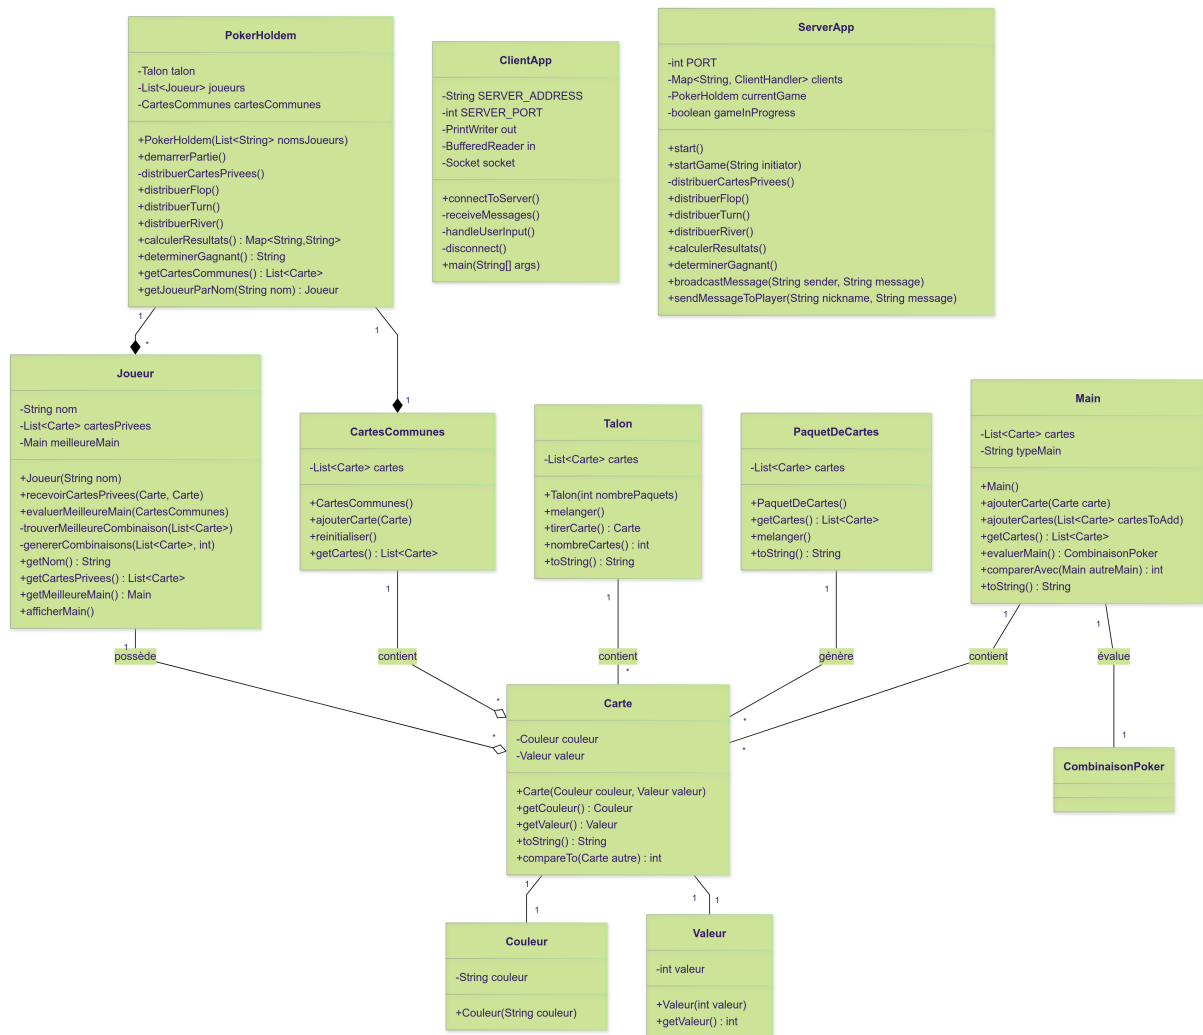 PokerHoldem
-Talon talon
-List<Joueur> joueurs
-CartesCommunes cartesCommunes
+PokerHoldem(List<String> nomsJoueurs)
+demarrerPartie()
-distribuerCartesPrivees()
+distribuerFlop()
+distribuerTurn()
+distribuerRiver()
+calculerResultats() : Map<String,String>
+determinerGagnant() : String
+getCartesCommunes() : List<Carte>
+getJoueurParNom(String nom) : Joueur
ClientApp
-String SERVER_ADDRESS
-int SERVER_PORT
-PrintWriter out
-BufferedReader in
-Socket socket
+connectToServer()
-receiveMessages()
-handleUserInput()
-disconnect()
+main(String[] args)
ServerApp
-int PORT
-Map<String, ClientHandler> clients
-PokerHoldem currentGame
-boolean gameInProgress
+start()
+startGame(String initiator)
-distribuerCartesPrivees()
+distribuerFlop()
+distribuerTurn()
+distribuerRiver()
+calculerResultats()
+determinerGagnant()
+broadcastMessage(String sender, String message)
+sendMessageToPlayer(String nickname, String message)
1
*
1
1
Joueur
-String nom
-List<Carte> cartesPrivees
-Main meilleureMain
+Joueur(String nom)
+recevoirCartesPrivees(Carte, Carte)
+evaluerMeilleureMain(CartesCommunes)
-trouverMeilleureCombinaison(List<Carte>)
-genererCombinaisons(List<Carte>, int)
+getNom() : String
+getCartesPrivees() : List<Carte>
+getMeilleureMain() : Main
+afficherMain()
CartesCommunes
-List<Carte> cartes
+CartesCommunes()
+ajouterCarte(Carte)
+reinitialiser()
+getCartes() : List<Carte>
Talon
-List<Carte> cartes
+Talon(int nombrePaquets)
+melanger()
+tirerCarte() : Carte
+nombreCartes() : int
+toString() : String
PaquetDeCartes
-List<Carte> cartes
+PaquetDeCartes()
+getCartes() : List<Carte>
+melanger()
+toString() : String
Main
-List<Carte> cartes
-String typeMain
+Main()
+ajouterCarte(Carte carte)
+ajouterCartes(List<Carte> cartesToAdd)
+getCartes() : List<Carte>
+evaluerMain() : CombinaisonPoker
+comparerAvec(Main autreMain) : int
+toString() : String
1
possède
*
1
contient
*
1
contient
*
1
génère
*
1
contient
*
1
évalue
1
Carte
-Couleur couleur
-Valeur valeur
+Carte(Couleur couleur, Valeur valeur)
+getCouleur() : Couleur
+getValeur() : Valeur
+toString() : String
+compareTo(Carte autre) : int
CombinaisonPoker
1
1
1
1
Couleur
-String couleur
+Couleur(String couleur)
Valeur
-int valeur
+Valeur(int valeur)
+getValeur() : int